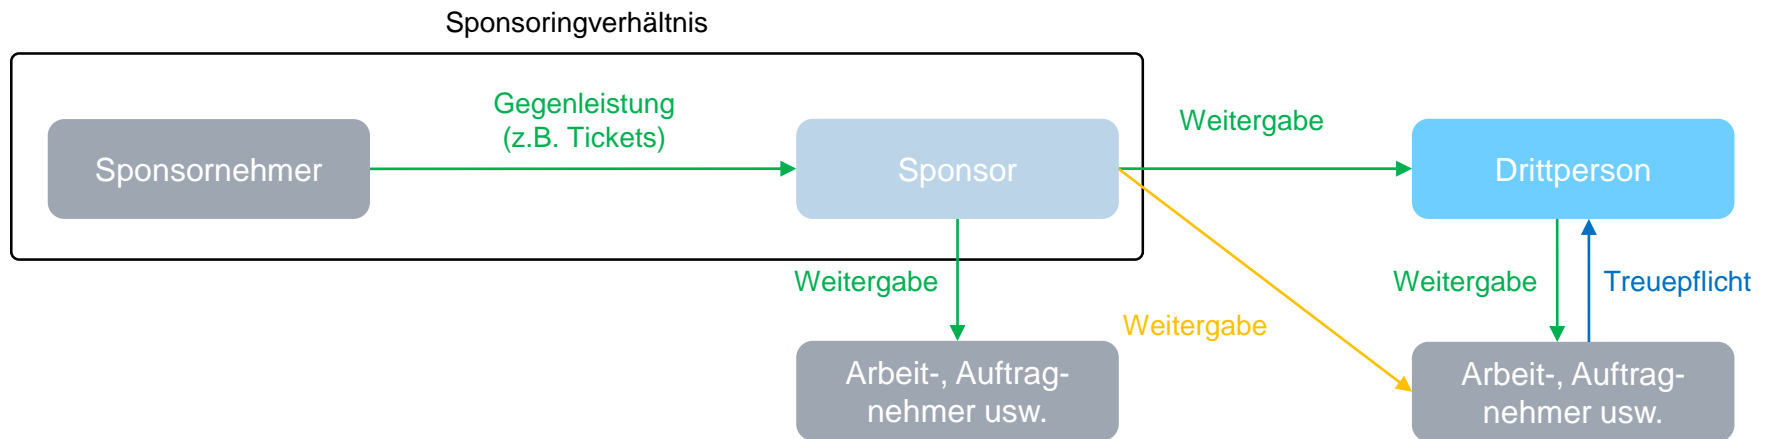 Sponsoringverhältnis
Gegenleistung
(z.B. Tickets)
Weitergabe
Sponsornehmer
Sponsor
Drittperson
Weitergabe
Weitergabe
Treuepflicht
Weitergabe
Arbeit-, Auftrag-
nehmer usw.
Arbeit-, Auftrag-
nehmer usw.